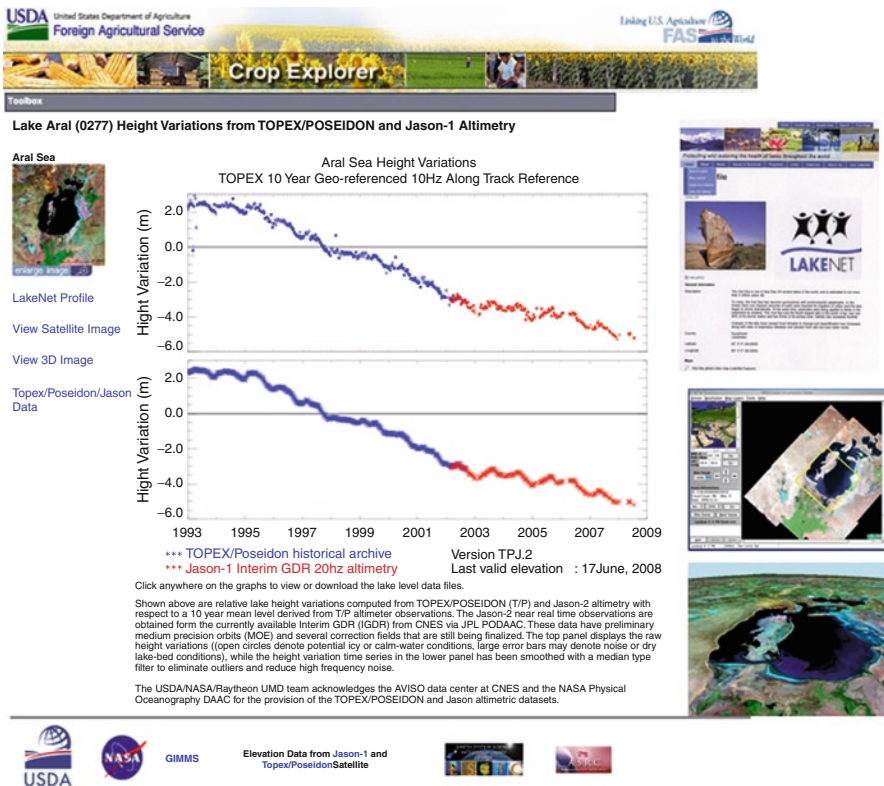 USDA United States Department of Agriculture
Foreign Agricultural Service
Linking U.S. Agriculture
FAS to the World
Crop Explorer
Toolbox
Lake Aral (0277) Height Variations from TOPEX/POSEIDON and Jason-1 Altimetry
Aral Sea
enlarge image
LakeNet Profile
View Satellite Image
View 3D Image
Topex/Poseidon/Jason
Data
Aral Sea Height Variations
TOPEX 10 Year Geo-referenced 10Hz Along Track Reference
Hight Variation (m)
2.0
0.0
−2.0
−4.0
−6.0
Hight Variation (m)
2.0
0.0
−2.0
−4.0
−6.0
1993 1995 1997 1999 2001 2003 2005 2007 2009
*** TOPEX/Poseidon historical archive
*** Jason-1 Interim GDR 20hz altimetry
Version TPJ.2
Last valid elevation : 17June, 2008
Click anywhere on the graphs to view or download the lake level data files.
Shown above are relative lake height variations computed from TOPEX/POSEIDON (T/P) and Jason-2 altimetry with
respect to a 10 year mean level derived from T/P altimeter observations. The Jason-2 near real time observations are
obtained form the currently available Interim GDR (IGDR) from CNES via JPL PODAAC. These data have preliminary
medium precision orbits (MOE) and several correction fields that are still being finalized. The top panel displays the raw
height variations ((open circles denote potential icy or calm-water conditions, large error bars may denote noise or dry
lake-bed conditions), while the height variation time series in the lower panel has been smoothed with a median type
filter to eliminate outliers and reduce high frequency noise.
The USDA/NASA/Raytheon UMD team acknowledges the AVISO data center at CNES and the NASA Physical
Oceanography DAAC for the provision of the TOPEX/POSEIDON and Jason altimetric datasets.
Protecting and restoring the health of lakes throughout the world
LAKENET
USDA
NASA
GIMMS
Elevation Data from Jason-1 and
Topex/PoseidonSatellite